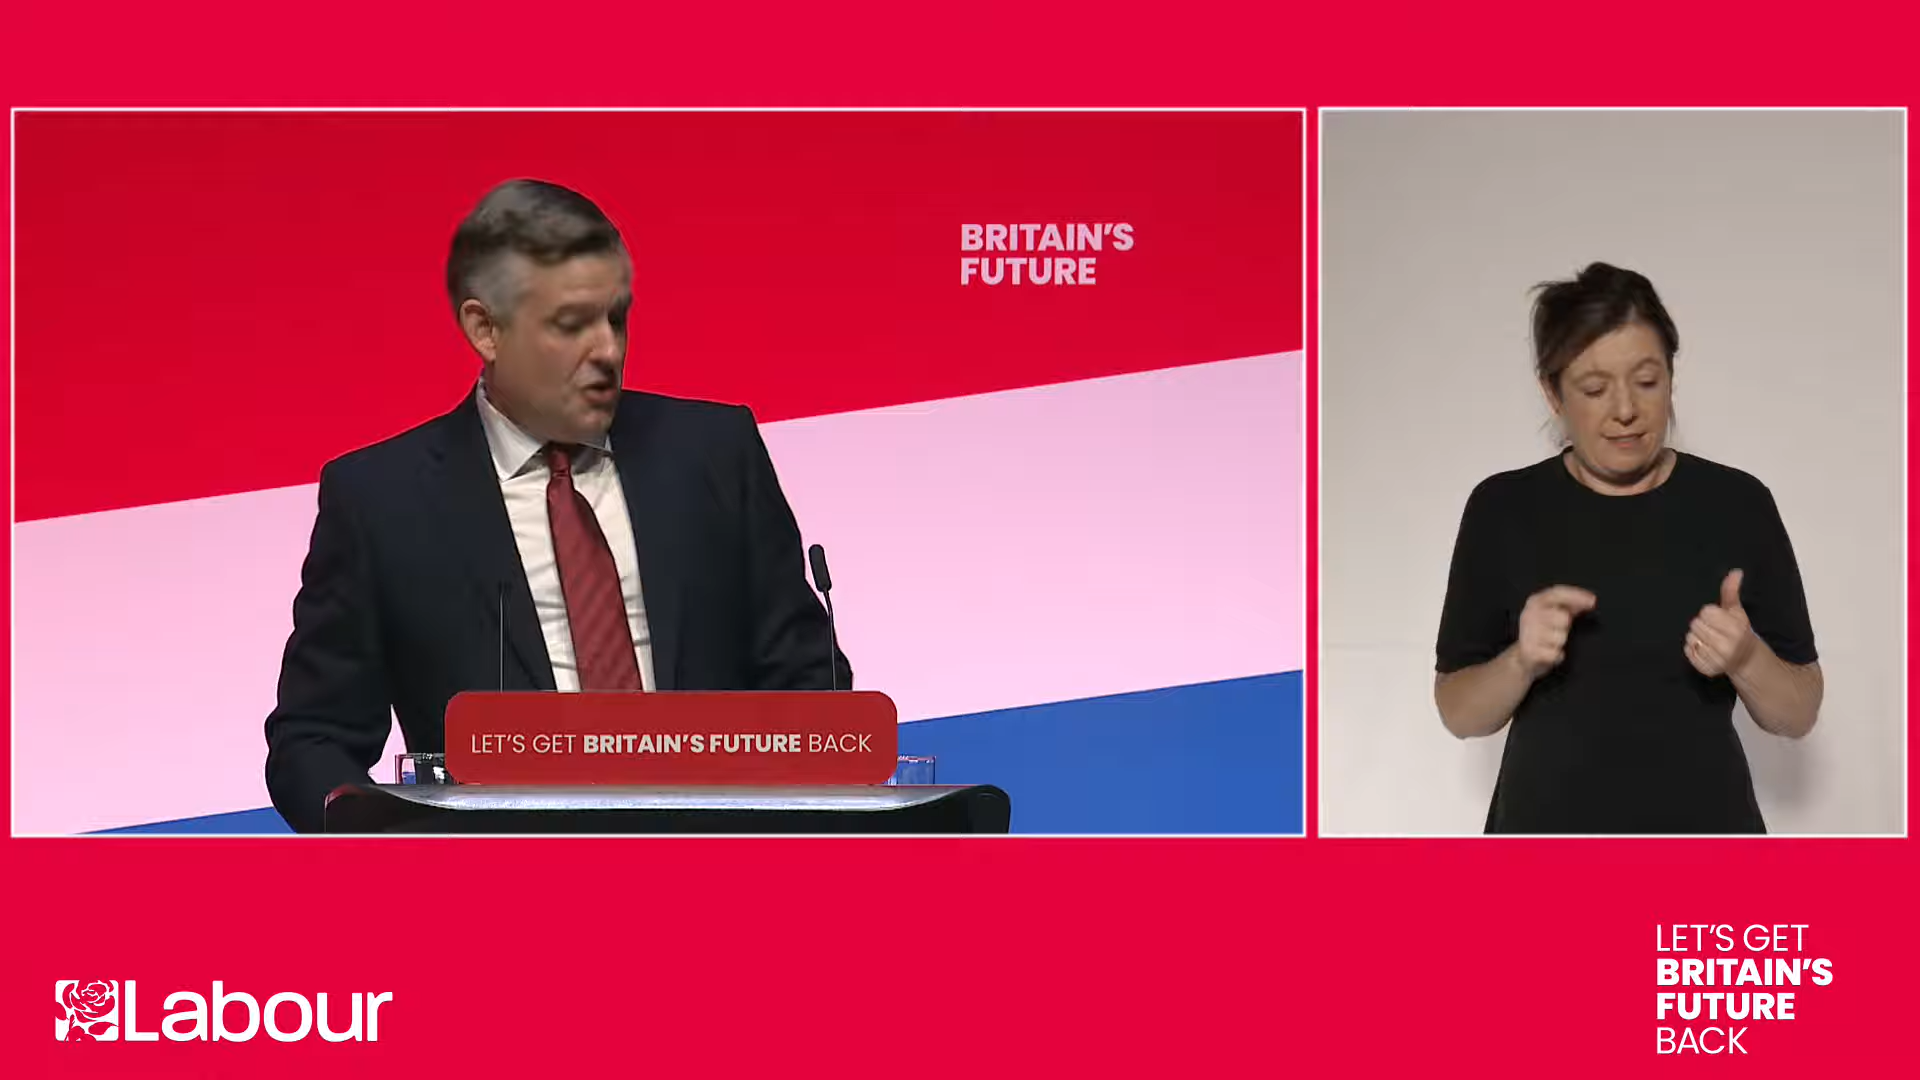 BRITAIN'S
FUTURE
LET'S GET BRITAIN'S FUTURE BACK
Labour
LET'S GET
BRITAIN'S
FUTURE
BACK